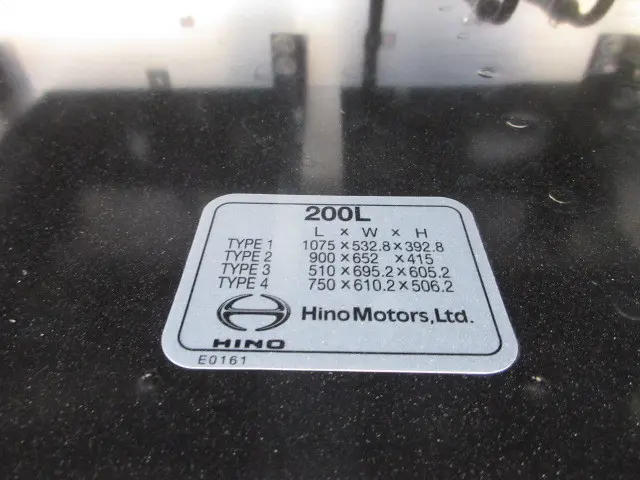 200L
L × W × H
TYPE 1 1075×532.8×392.8
TYPE 2 900×652 ×415
TYPE 3 510×695.2×605.2
TYPE 4 750×610.2×506.2
HINO Hino Motors, Ltd.
E0161